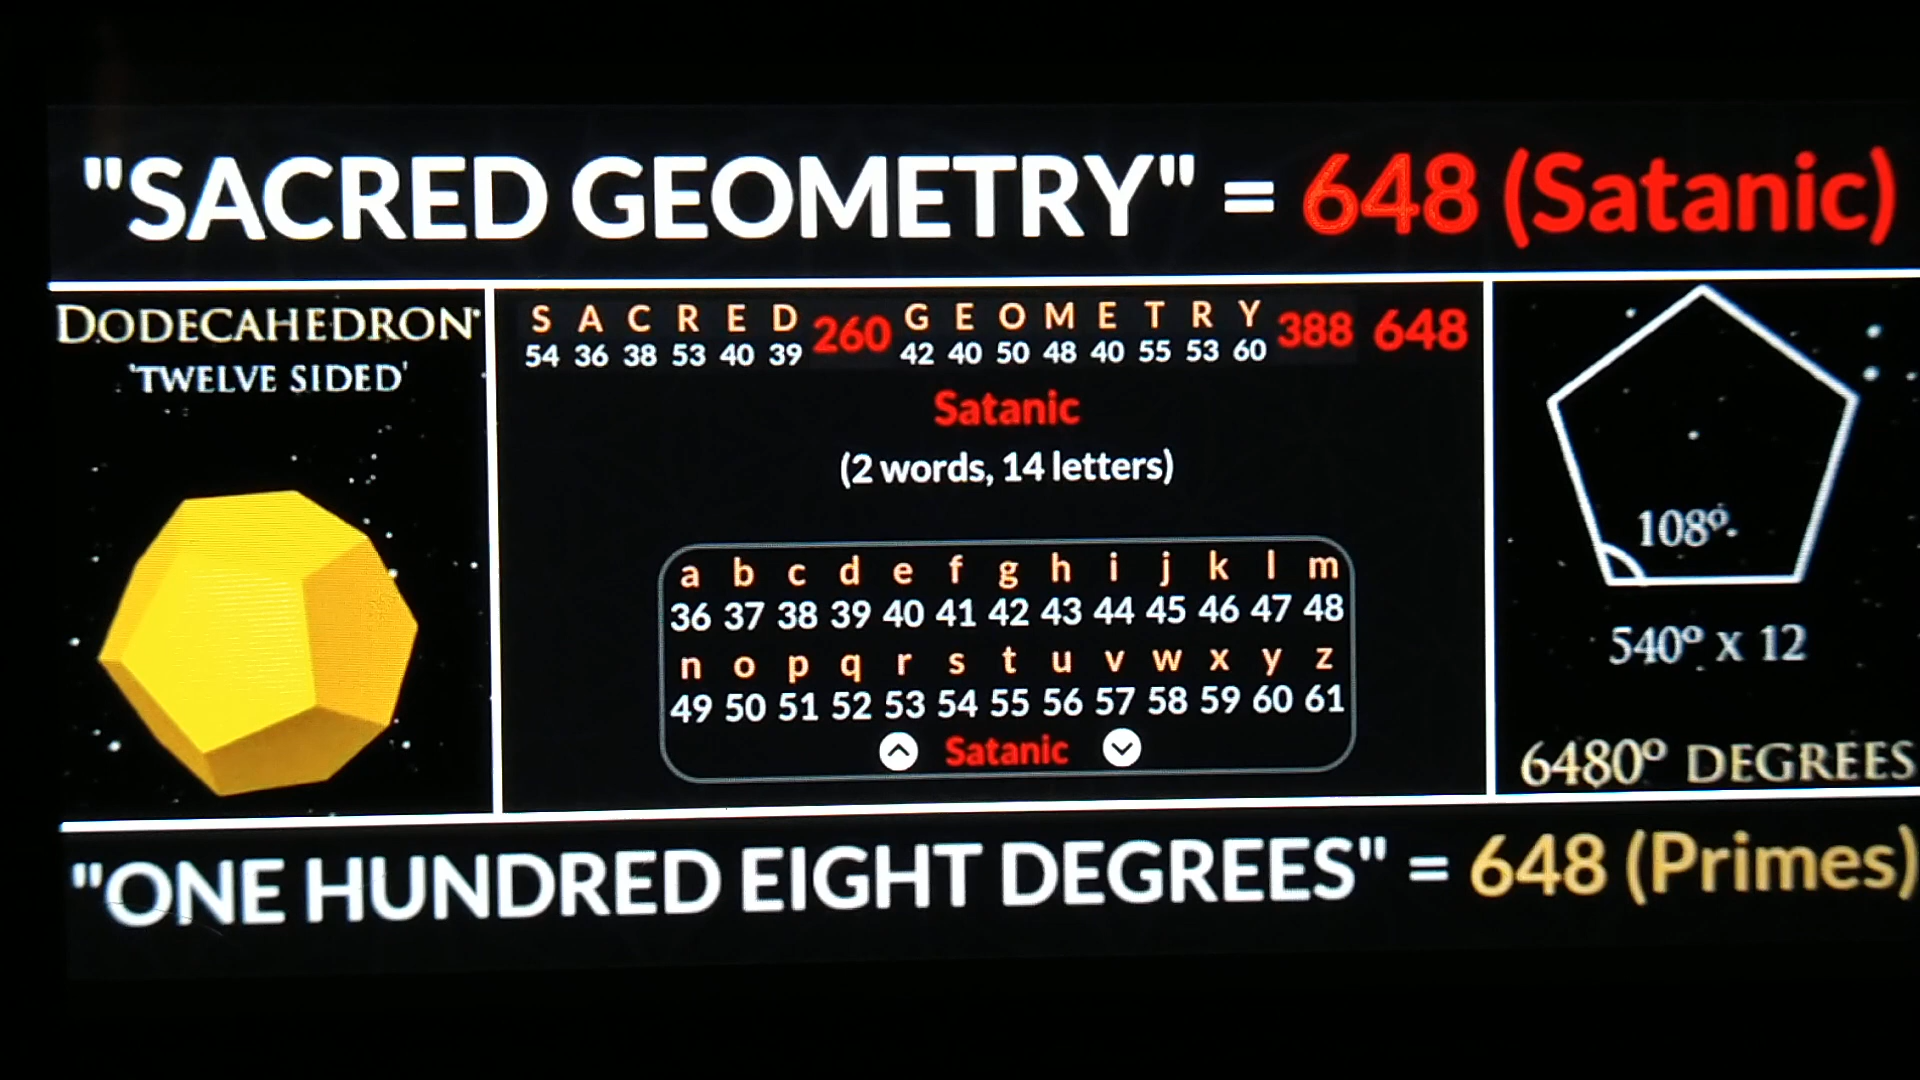 "SACRED GEOMETRY" = 648 (Satanic)
DODECAHEDRON
'TWELVE SIDED'
S A C R E D 260 G E O M E T R Y 388 648
54 36 38 53 40 39 42 40 50 48 40 55 53 60
Satanic
(2 words, 14 letters)
a b c d e f g h i j k l m
36 37 38 39 40 41 42 43 44 45 46 47 48
n o p q r s t u v w x y z
49 50 51 52 53 54 55 56 57 58 59 60 61
Satanic
108º
540º X 12
6480º DEGREES
"ONE HUNDRED EIGHT DEGREES" = 648 (Primes)